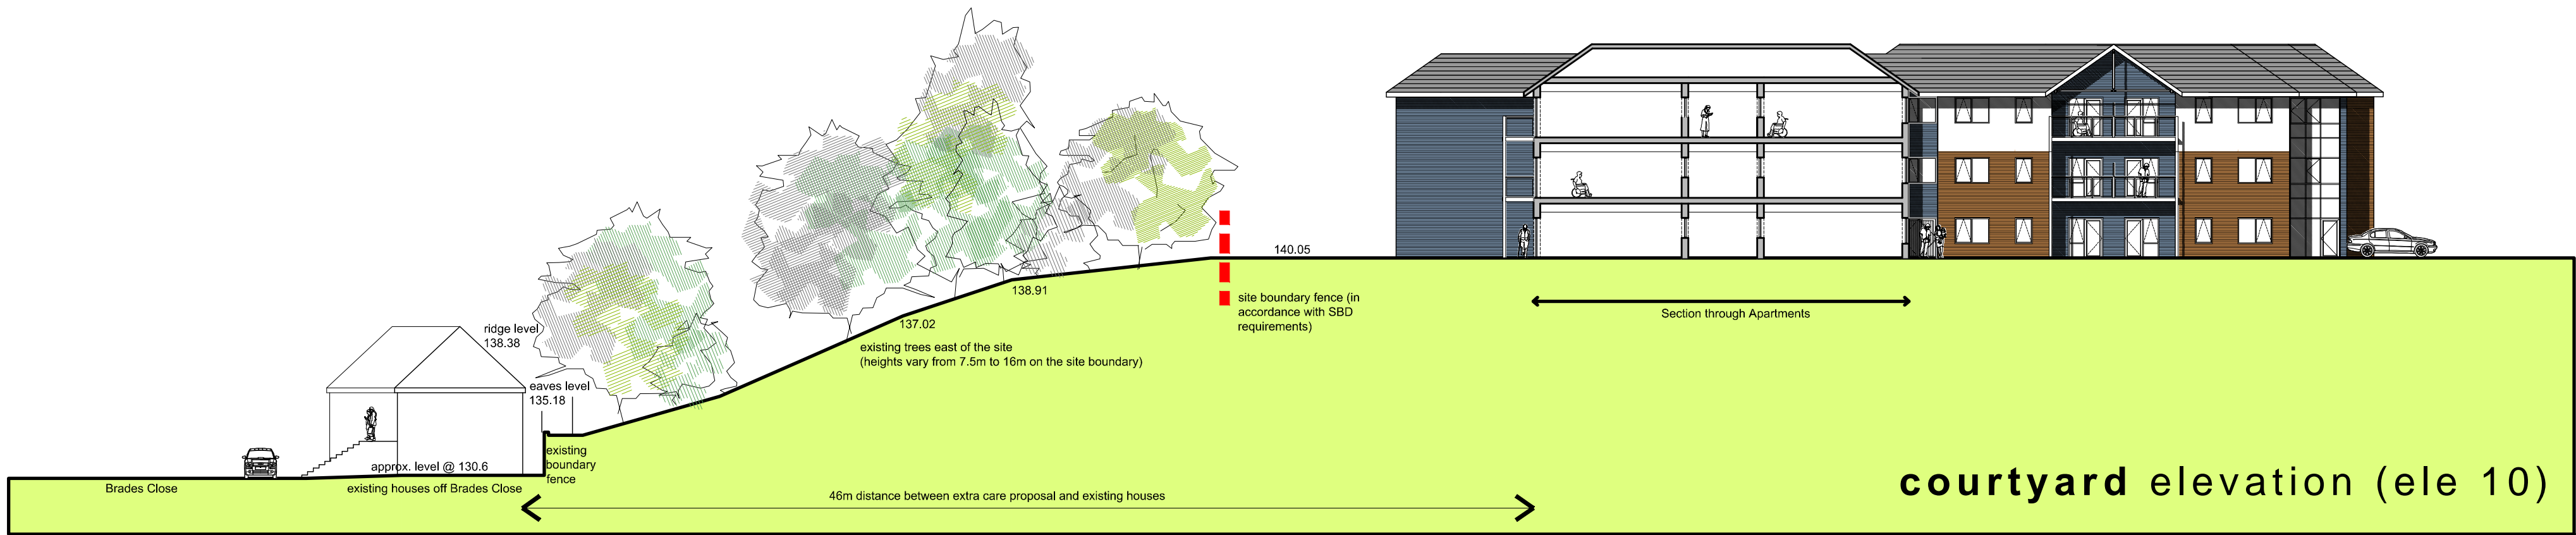 140.05
138.91
site boundary fence (in
accordance with SBD
requirements)
Section through Apartments
137.02
ridge level
138.38
existing trees east of the site
(heights vary from 7.5m to 16m on the site boundary)
eaves level
135.18
existing
boundary
fence
approx. level @ 130.6
Brades Close
existing houses off Brades Close
46m distance between extra care proposal and existing houses
courtyard elevation (ele 10)